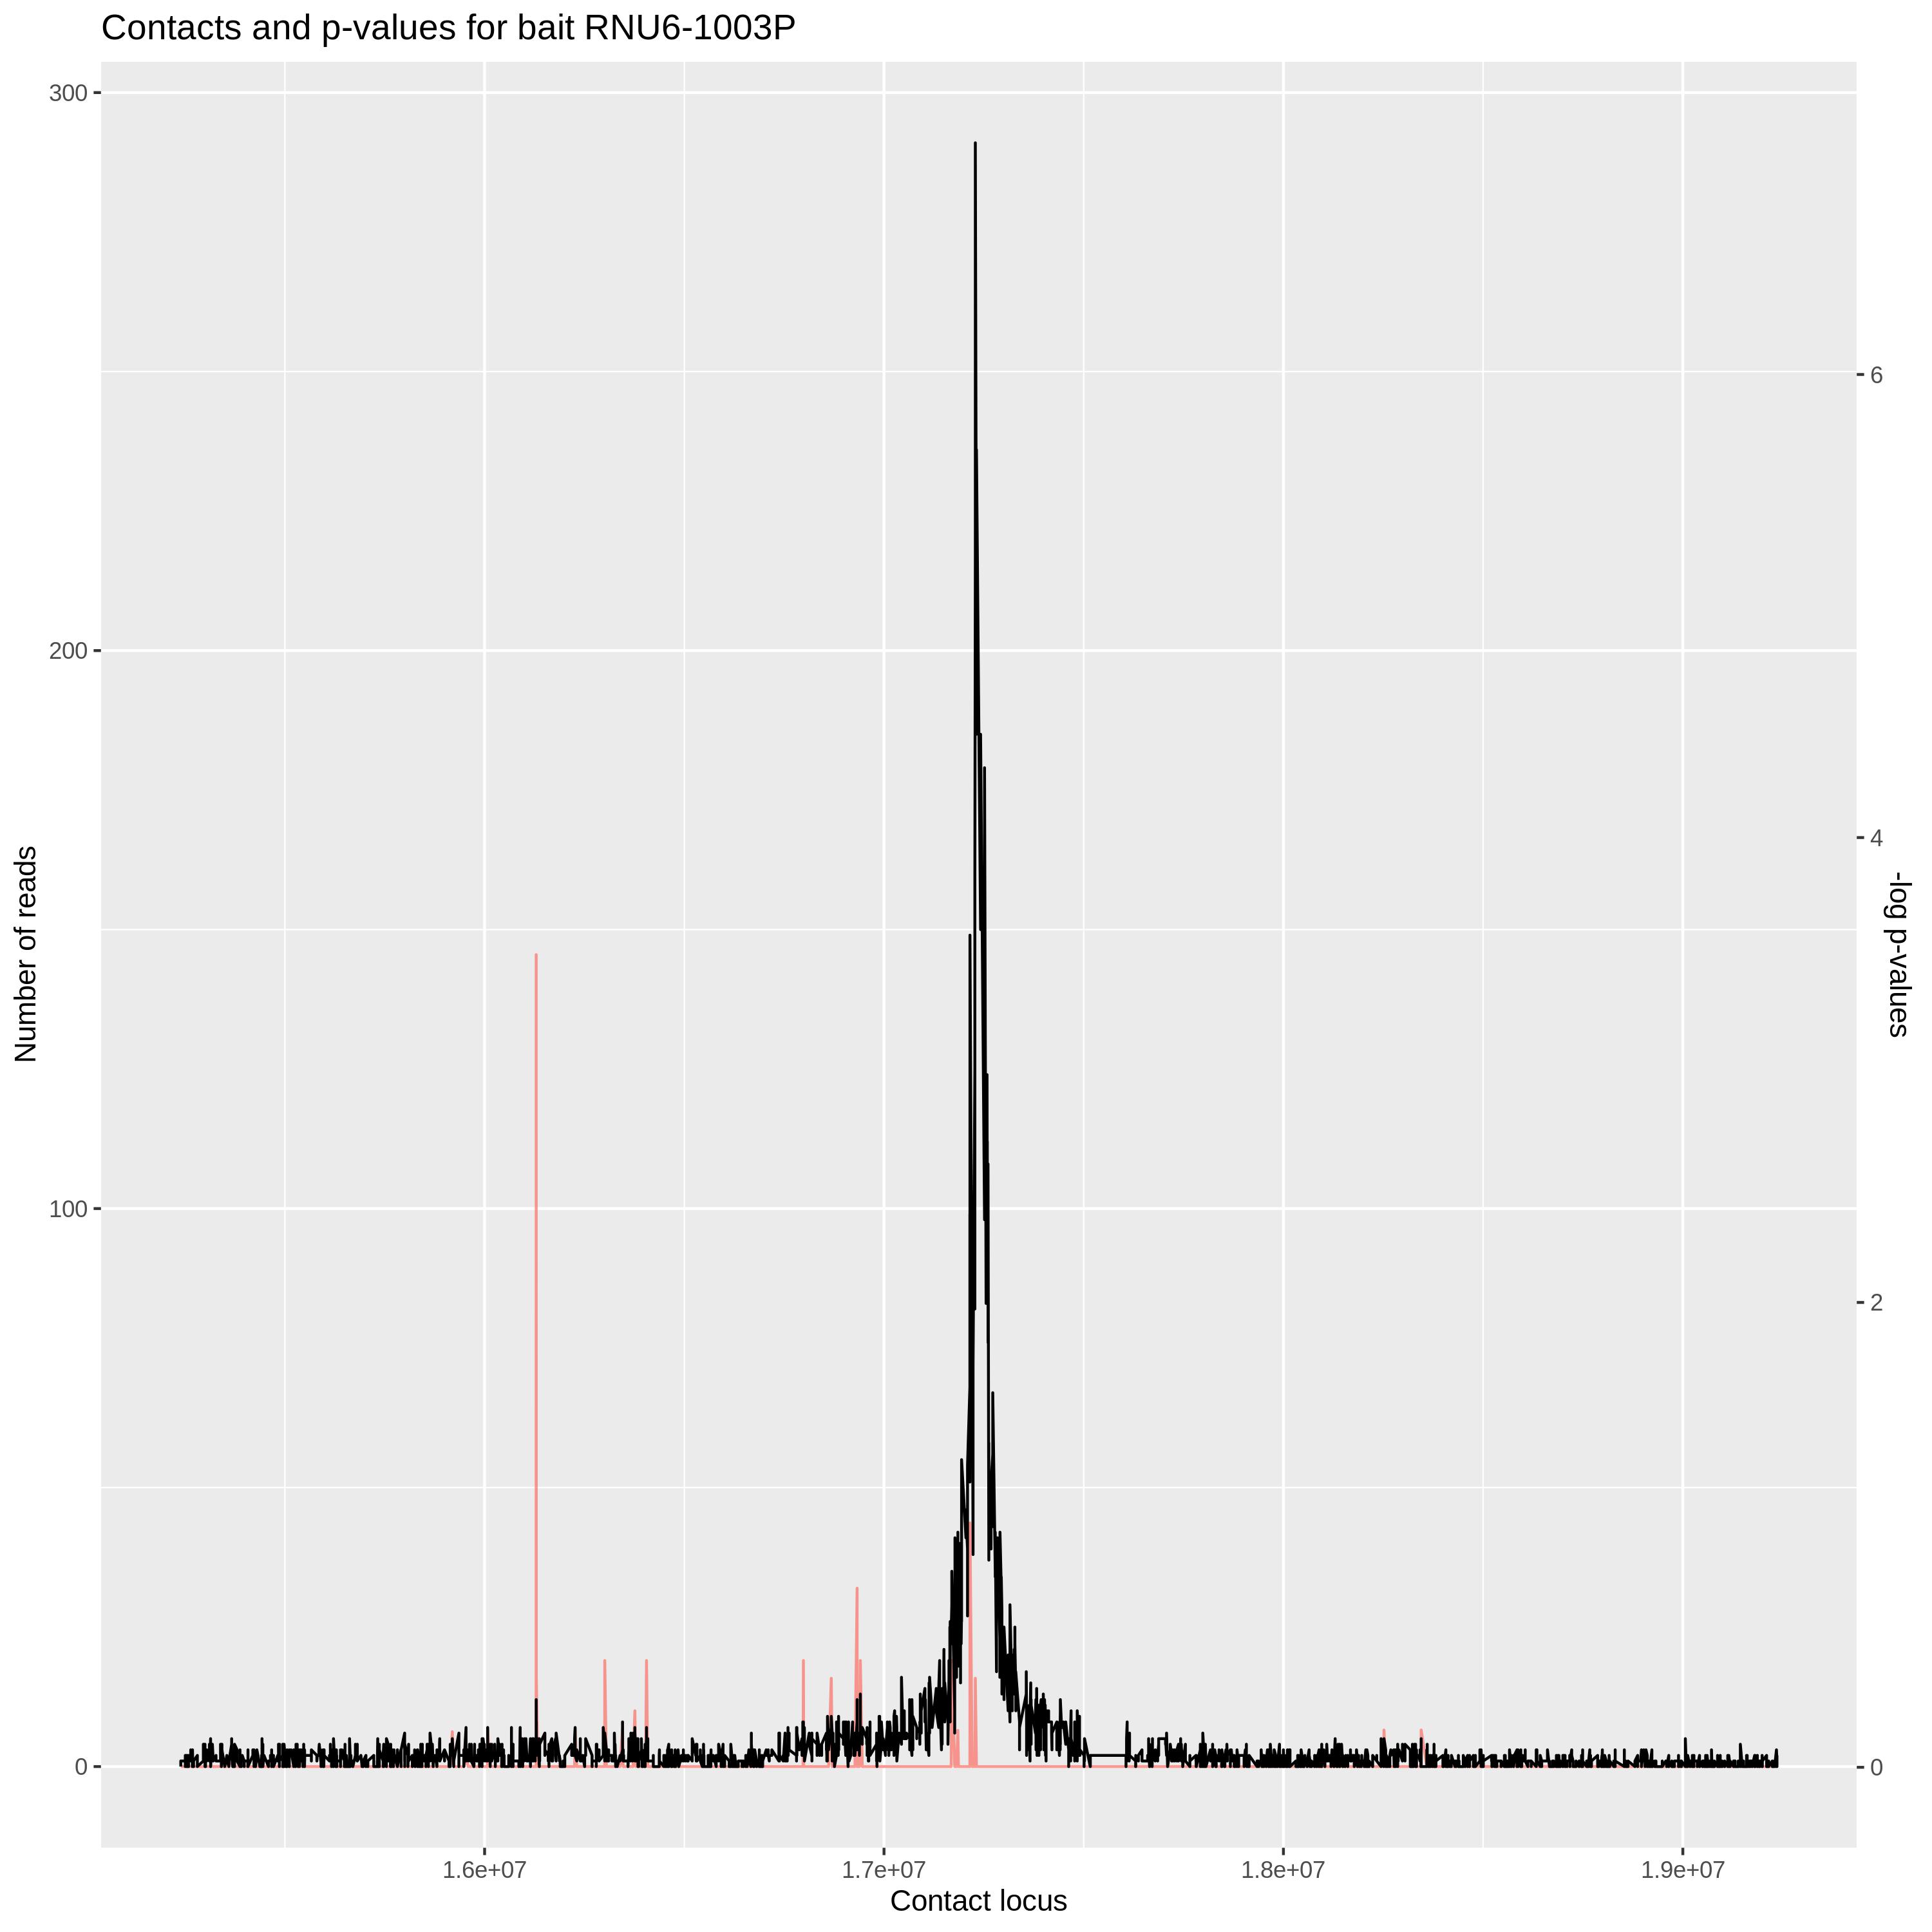 Contacts and p-values for bait RNU6-1003P
300
200
100
0
Number of reads
6
4
2
0
-log p-values
1.6e+07
1.7e+07
1.8e+07
1.9e+07
Contact locus